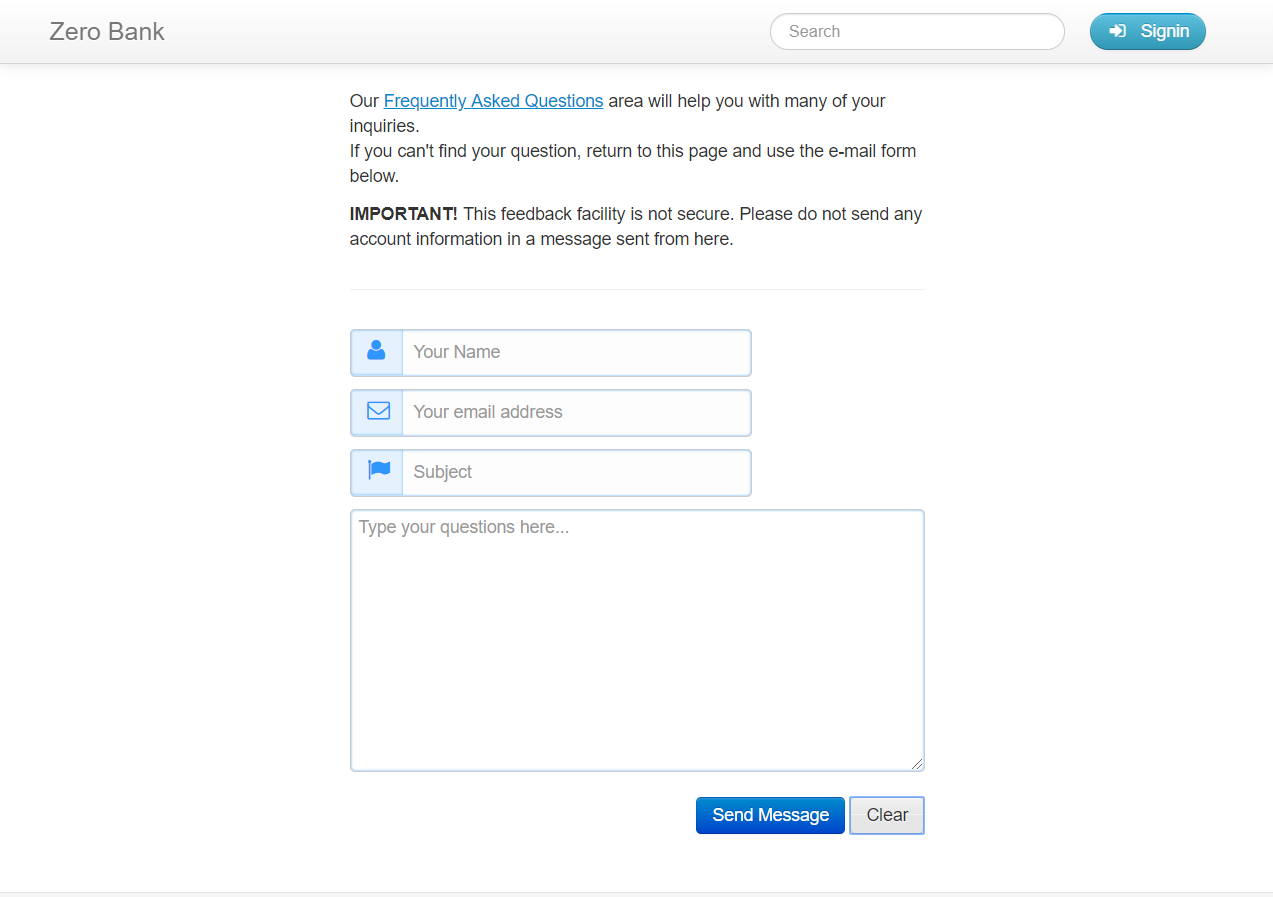 Zero Bank
Search
Signin
Our Frequently Asked Questions area will help you with many of your
inquiries.
If you can't find your question, return to this page and use the e-mail form
below.
IMPORTANT! This feedback facility is not secure. Please do not send any
account information in a message sent from here.
Your Name
Your email address
Subject
Type your questions here...
Send Message
Clear